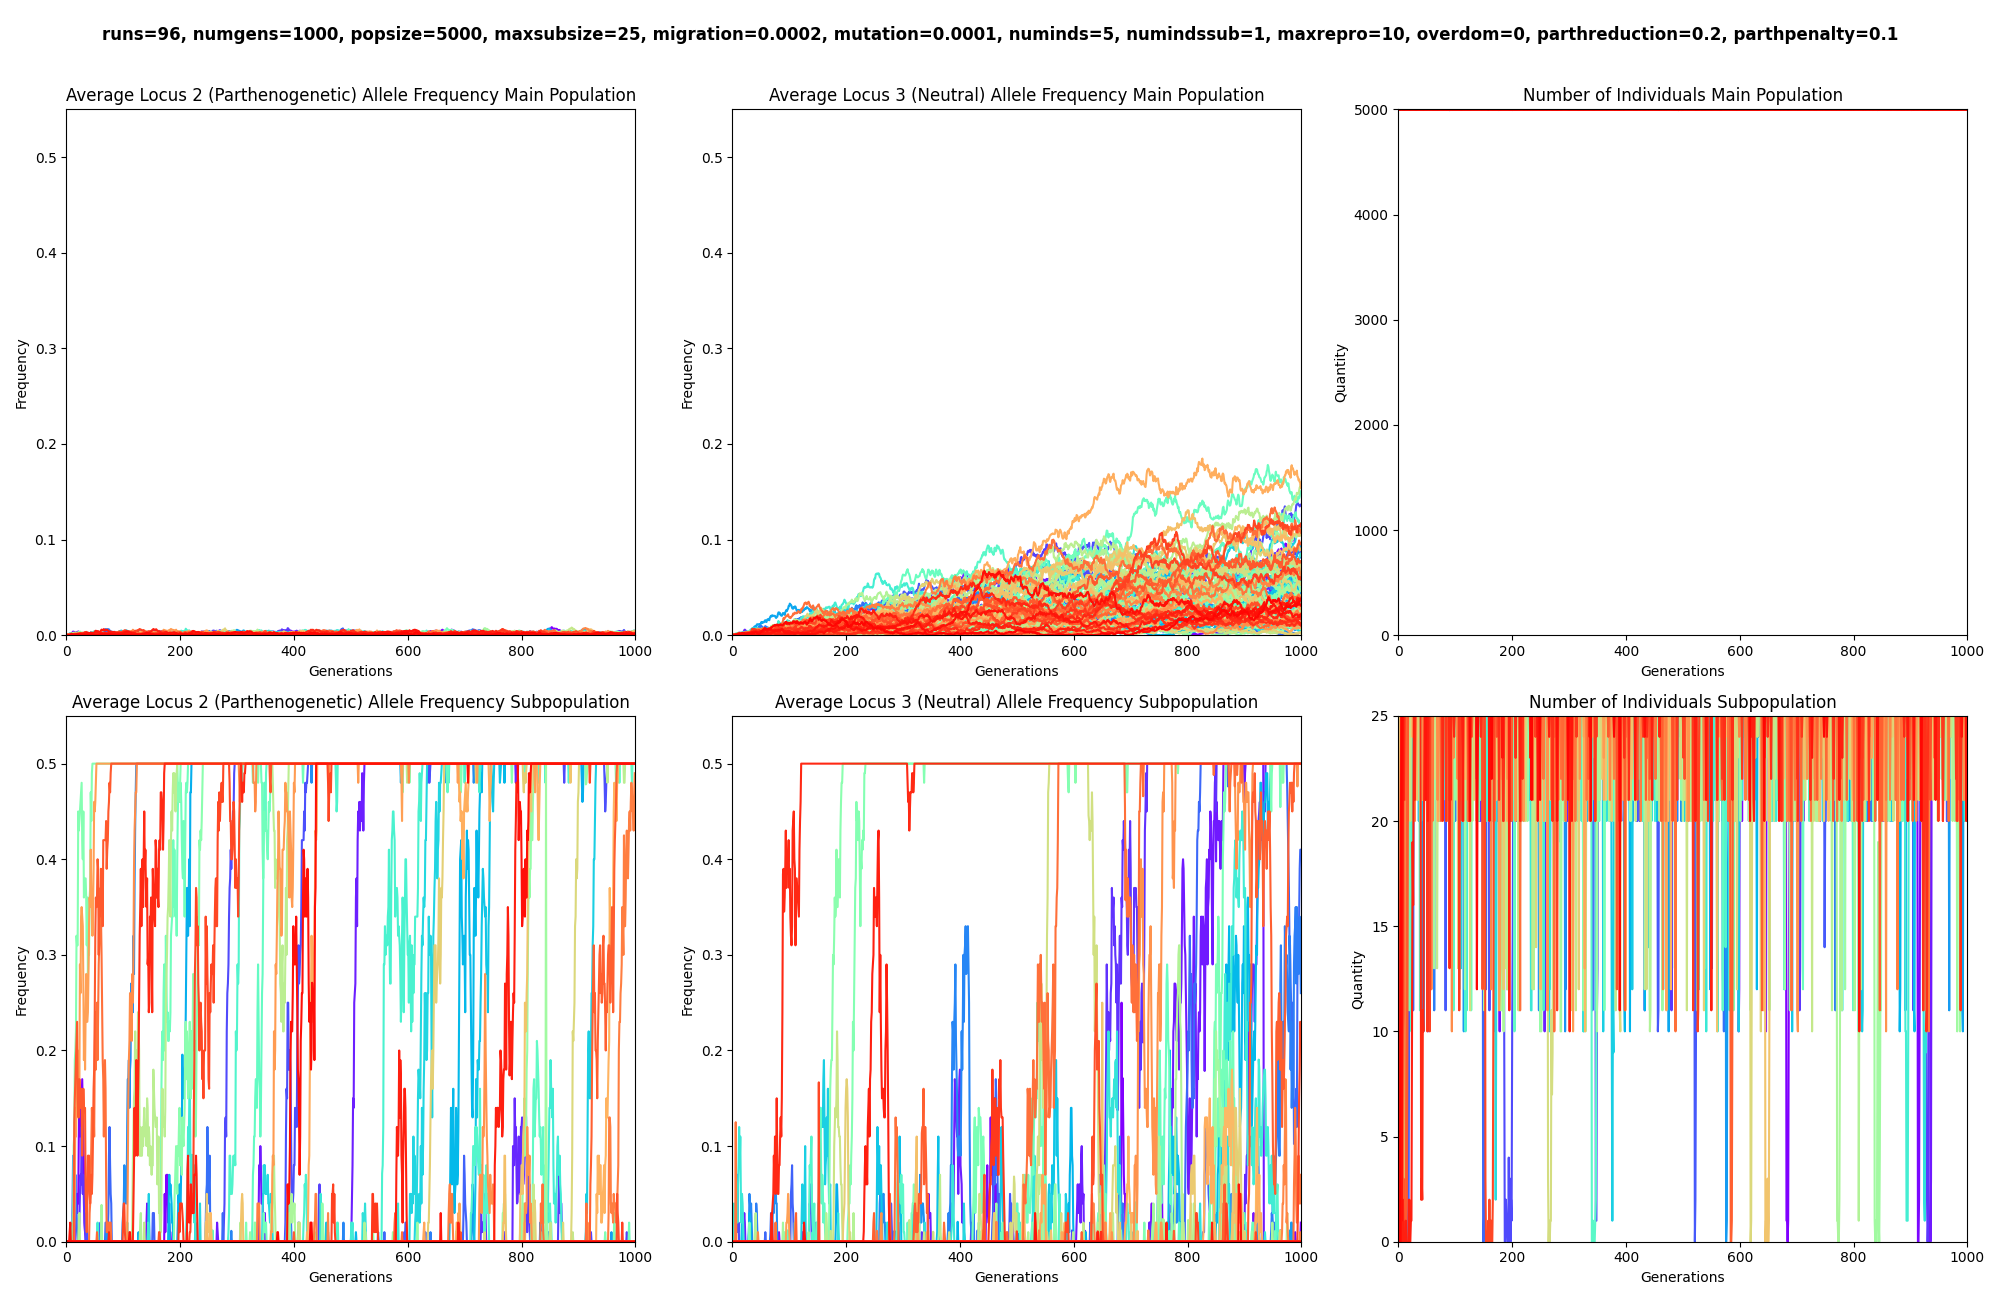 runs=96, numgens=1000, popsize=5000, maxsubsize=25, migration=0.0002, mutation=0.0001, numinds=5, numindssub=1, maxrepro=10, overdom=0, parthreduction=0.2, parthpenalty=0.1
Average Locus 2 (Parthenogenetic) Allele Frequency Main Population
Frequency
0.5
0.4
0.3
0.2
0.1
0.0
0 200 400 600 800 1000
Generations
Average Locus 3 (Neutral) Allele Frequency Main Population
Frequency
0.5
0.4
0.3
0.2
0.1
0.0
0 200 400 600 800 1000
Generations
Number of Individuals Main Population
Quantity
5000
4000
3000
2000
1000
0
0 200 400 600 800 1000
Generations
Average Locus 2 (Parthenogenetic) Allele Frequency Subpopulation
Frequency
0.5
0.4
0.3
0.2
0.1
0.0
0 200 400 600 800 1000
Generations
Average Locus 3 (Neutral) Allele Frequency Subpopulation
Frequency
0.5
0.4
0.3
0.2
0.1
0.0
0 200 400 600 800 1000
Generations
Number of Individuals Subpopulation
Quantity
25
20
15
10
5
0
0 200 400 600 800 1000
Generations